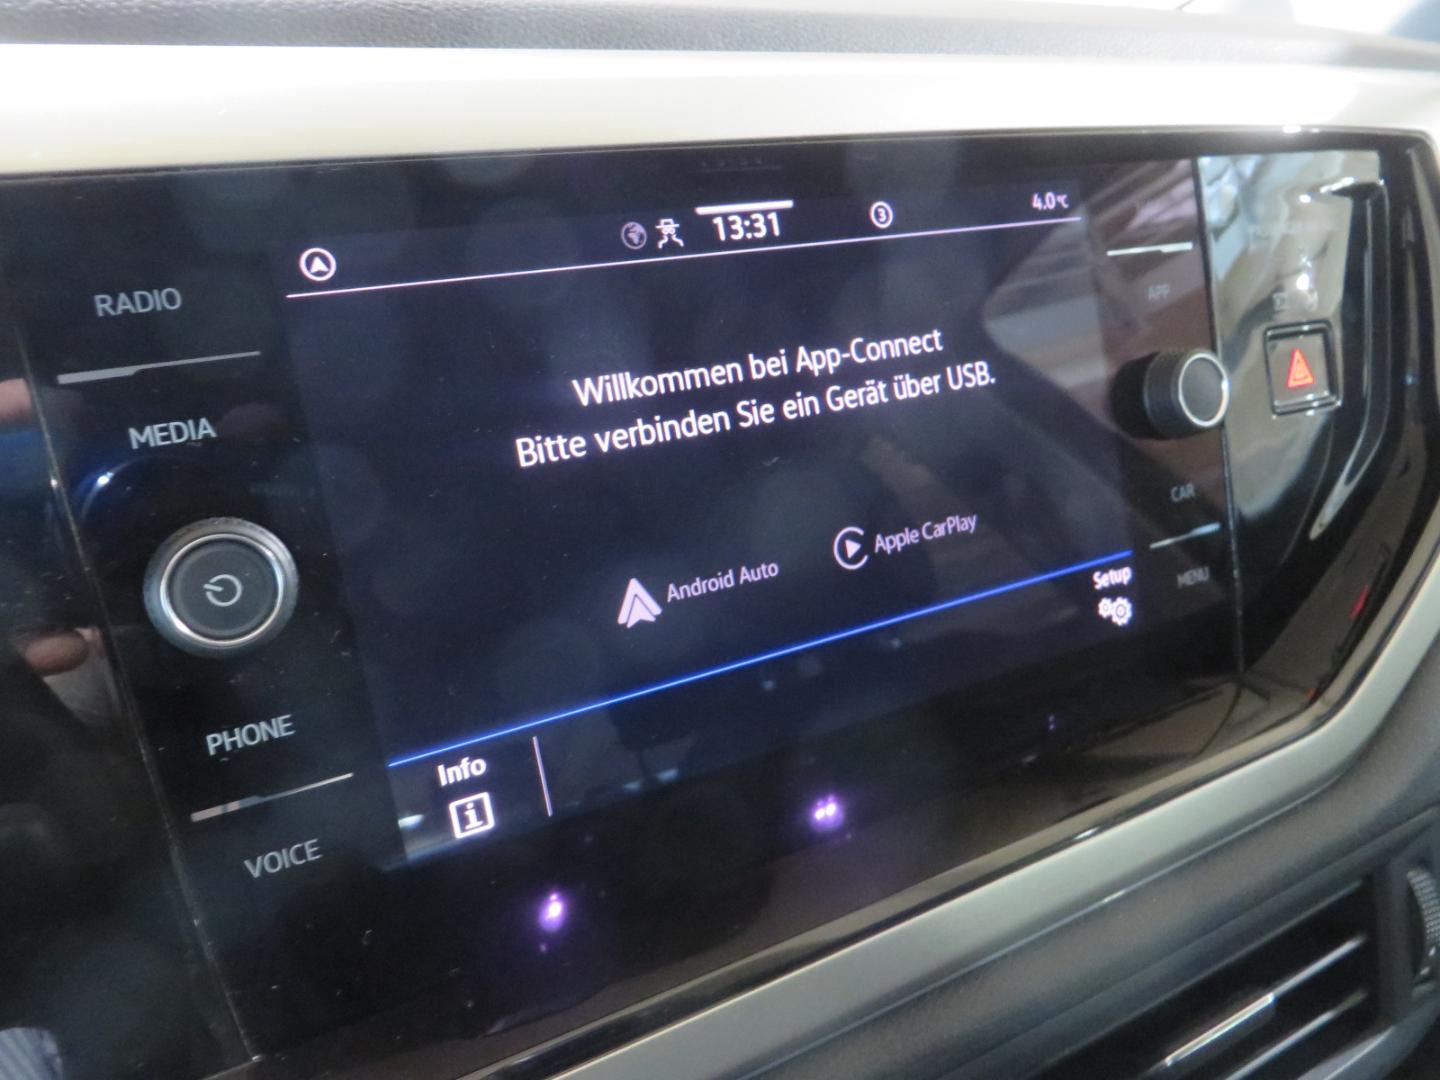 13:31
3
4.0°C
RADIO
MEDIA
PHONE
VOICE
Willkommen bei App-Connect
Bitte verbinden Sie ein Gerät über USB.
Android Auto
Apple CarPlay
Setup
Info
APP
CAR
MENU